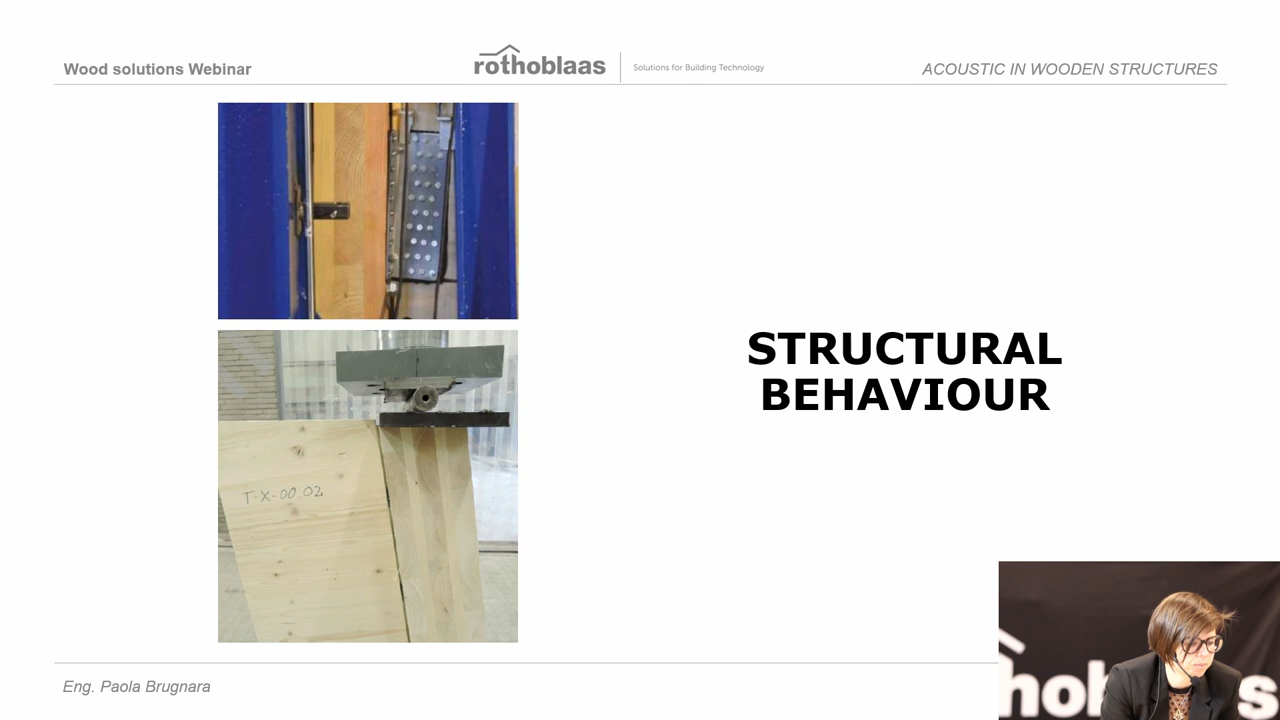 Wood solutions Webinar
rothoblaas
Solutions for Building Technology
ACOUSTIC IN WOODEN STRUCTURES
STRUCTURAL
BEHAVIOUR
T-X-00_02
Eng. Paola Brugnara
hoblaas